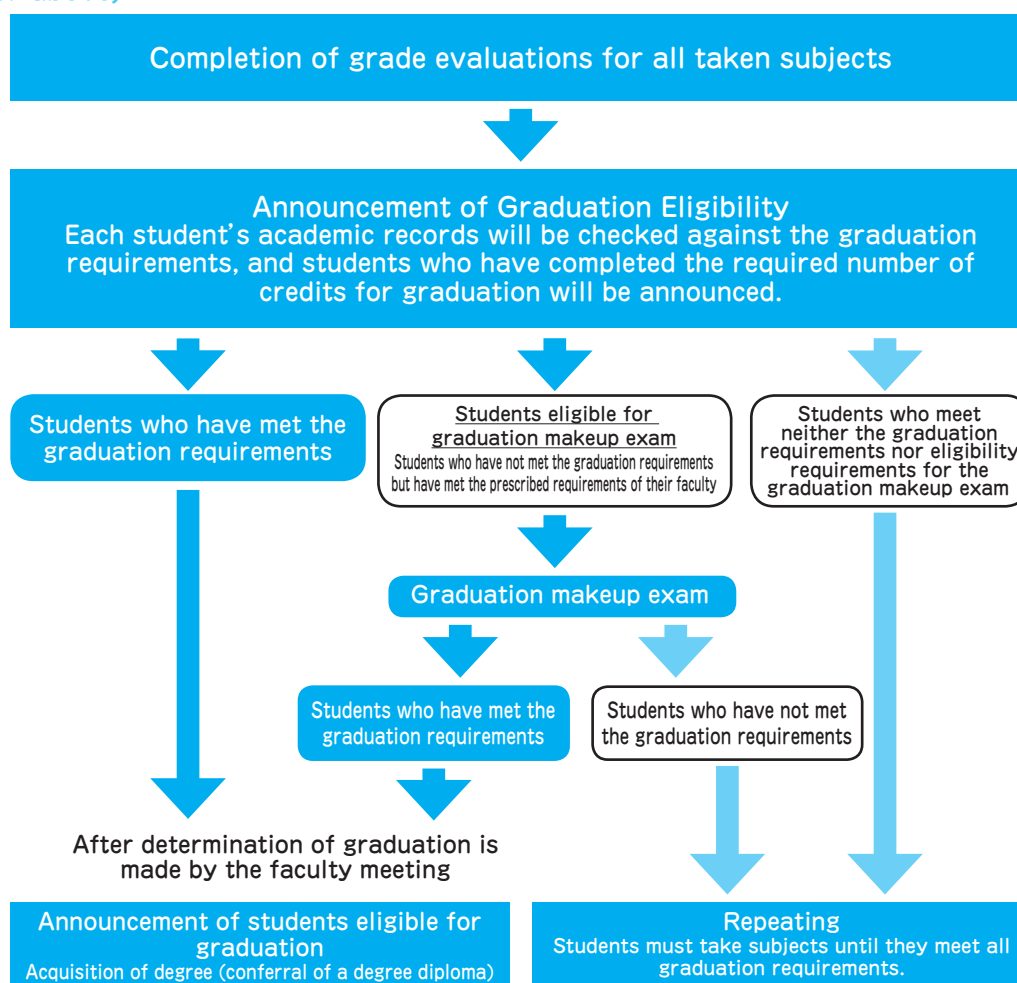 Completion of grade evaluations for all taken subjects
Announcement of Graduation Eligibility
Each student's academic records will be checked against the graduation
requirements, and students who have completed the required number of
credits for graduation will be announced.
Students who have met the
graduation requirements
Students eligible for
graduation makeup exam
Students who have not met the graduation requirements
but have met the prescribed requirements of their faculty
Students who meet
neither the graduation
requirements nor eligibility
requirements for the
graduation makeup exam
Graduation makeup exam
Students who have met the
graduation requirements
Students who have not met
the graduation requirements
After determination of graduation is
made by the faculty meeting
Announcement of students eligible for
graduation
Acquisition of degree (conferral of a degree diploma)
Repeating
Students must take subjects until they meet all
graduation requirements.